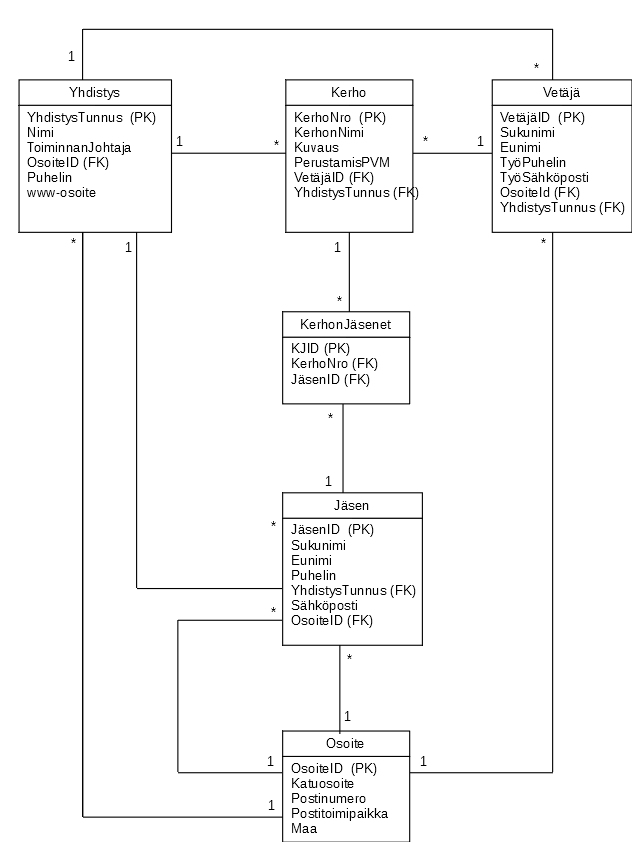 1
*
Yhdistys
YhdistysTunnus (PK)
Nimi
ToiminnanJohtaja
OsoiteID (FK)
Puhelin
www-osoite
1
*
Kerho
KerhoNro (PK)
KerhonNimi
Kuvaus
PerustamisPVM
VetäjäID (FK)
YhdistysTunnus (FK)
*
1
Vetäjä
VetäjäID (PK)
Sukunimi
Eunimi
TyöPuhelin
TyöSähköposti
OsoiteId (FK)
YhdistysTunnus (FK)
*
1
1
*
*
KerhonJäsenet
KJID (PK)
KerhoNro (FK)
JäsenID (FK)
*
1
Jäsen
*
JäsenID (PK)
Sukunimi
Eunimi
Puhelin
YhdistysTunnus (FK)
Sähköposti
OsoiteID (FK)
*
*
1
Osoite
1
1
1
OsoiteID (PK)
Katuosoite
Postinumero
Postitoimipaikka
Maa